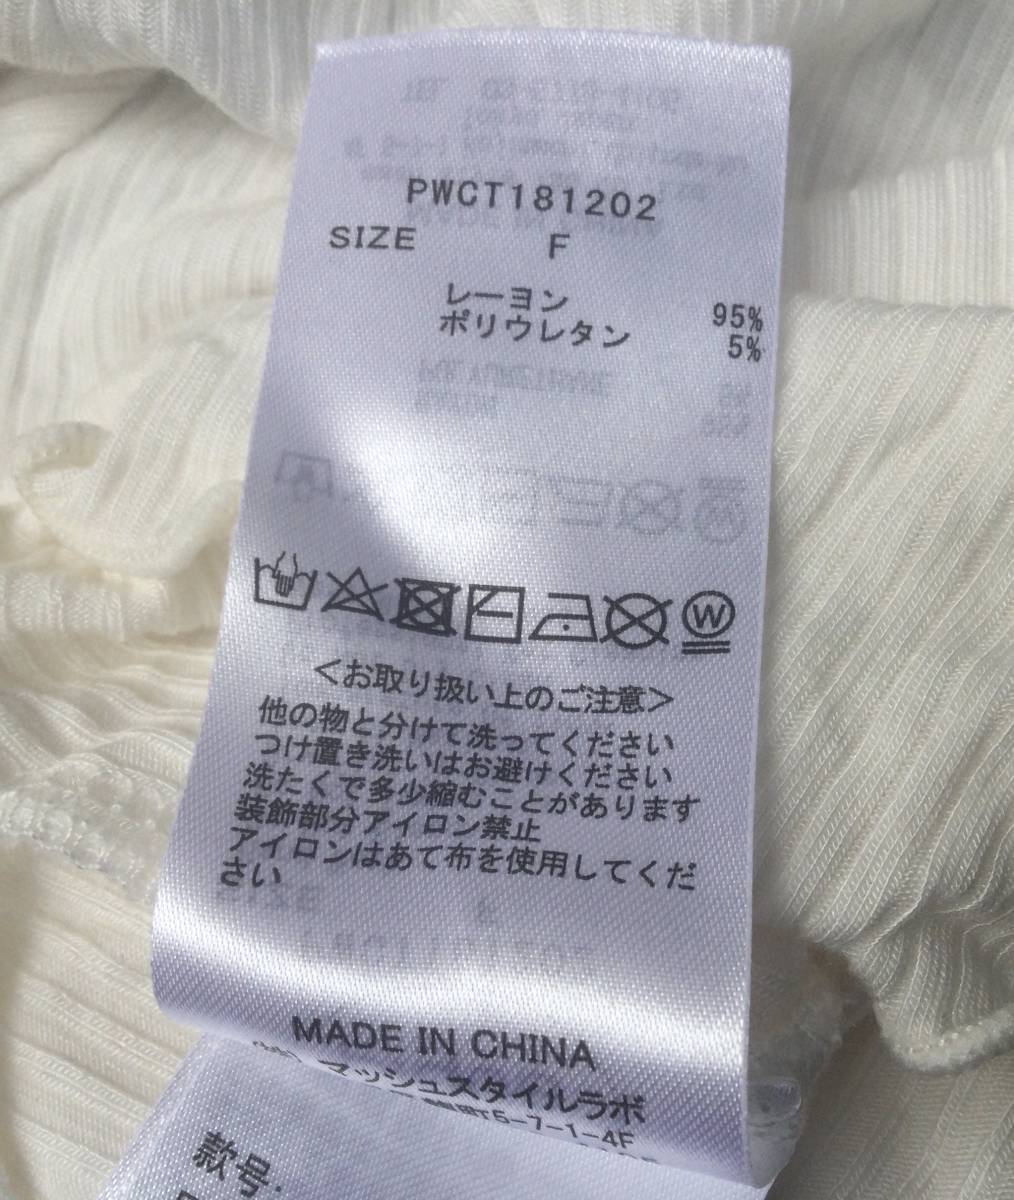 PWCT181202
SIZE F
レーヨン 95%
ポリウレタン 5%
W
<お取り扱い上のご注意>
他の物と分けて洗ってください
つけ置き洗いはお避けください
洗たくで多少縮むことがあります
装飾部分アイロン禁止
アイロンはあて布を使用してくだ
さい
MADE IN CHINA
マッシュスタイルラボ
5-7-1-4F
款号: